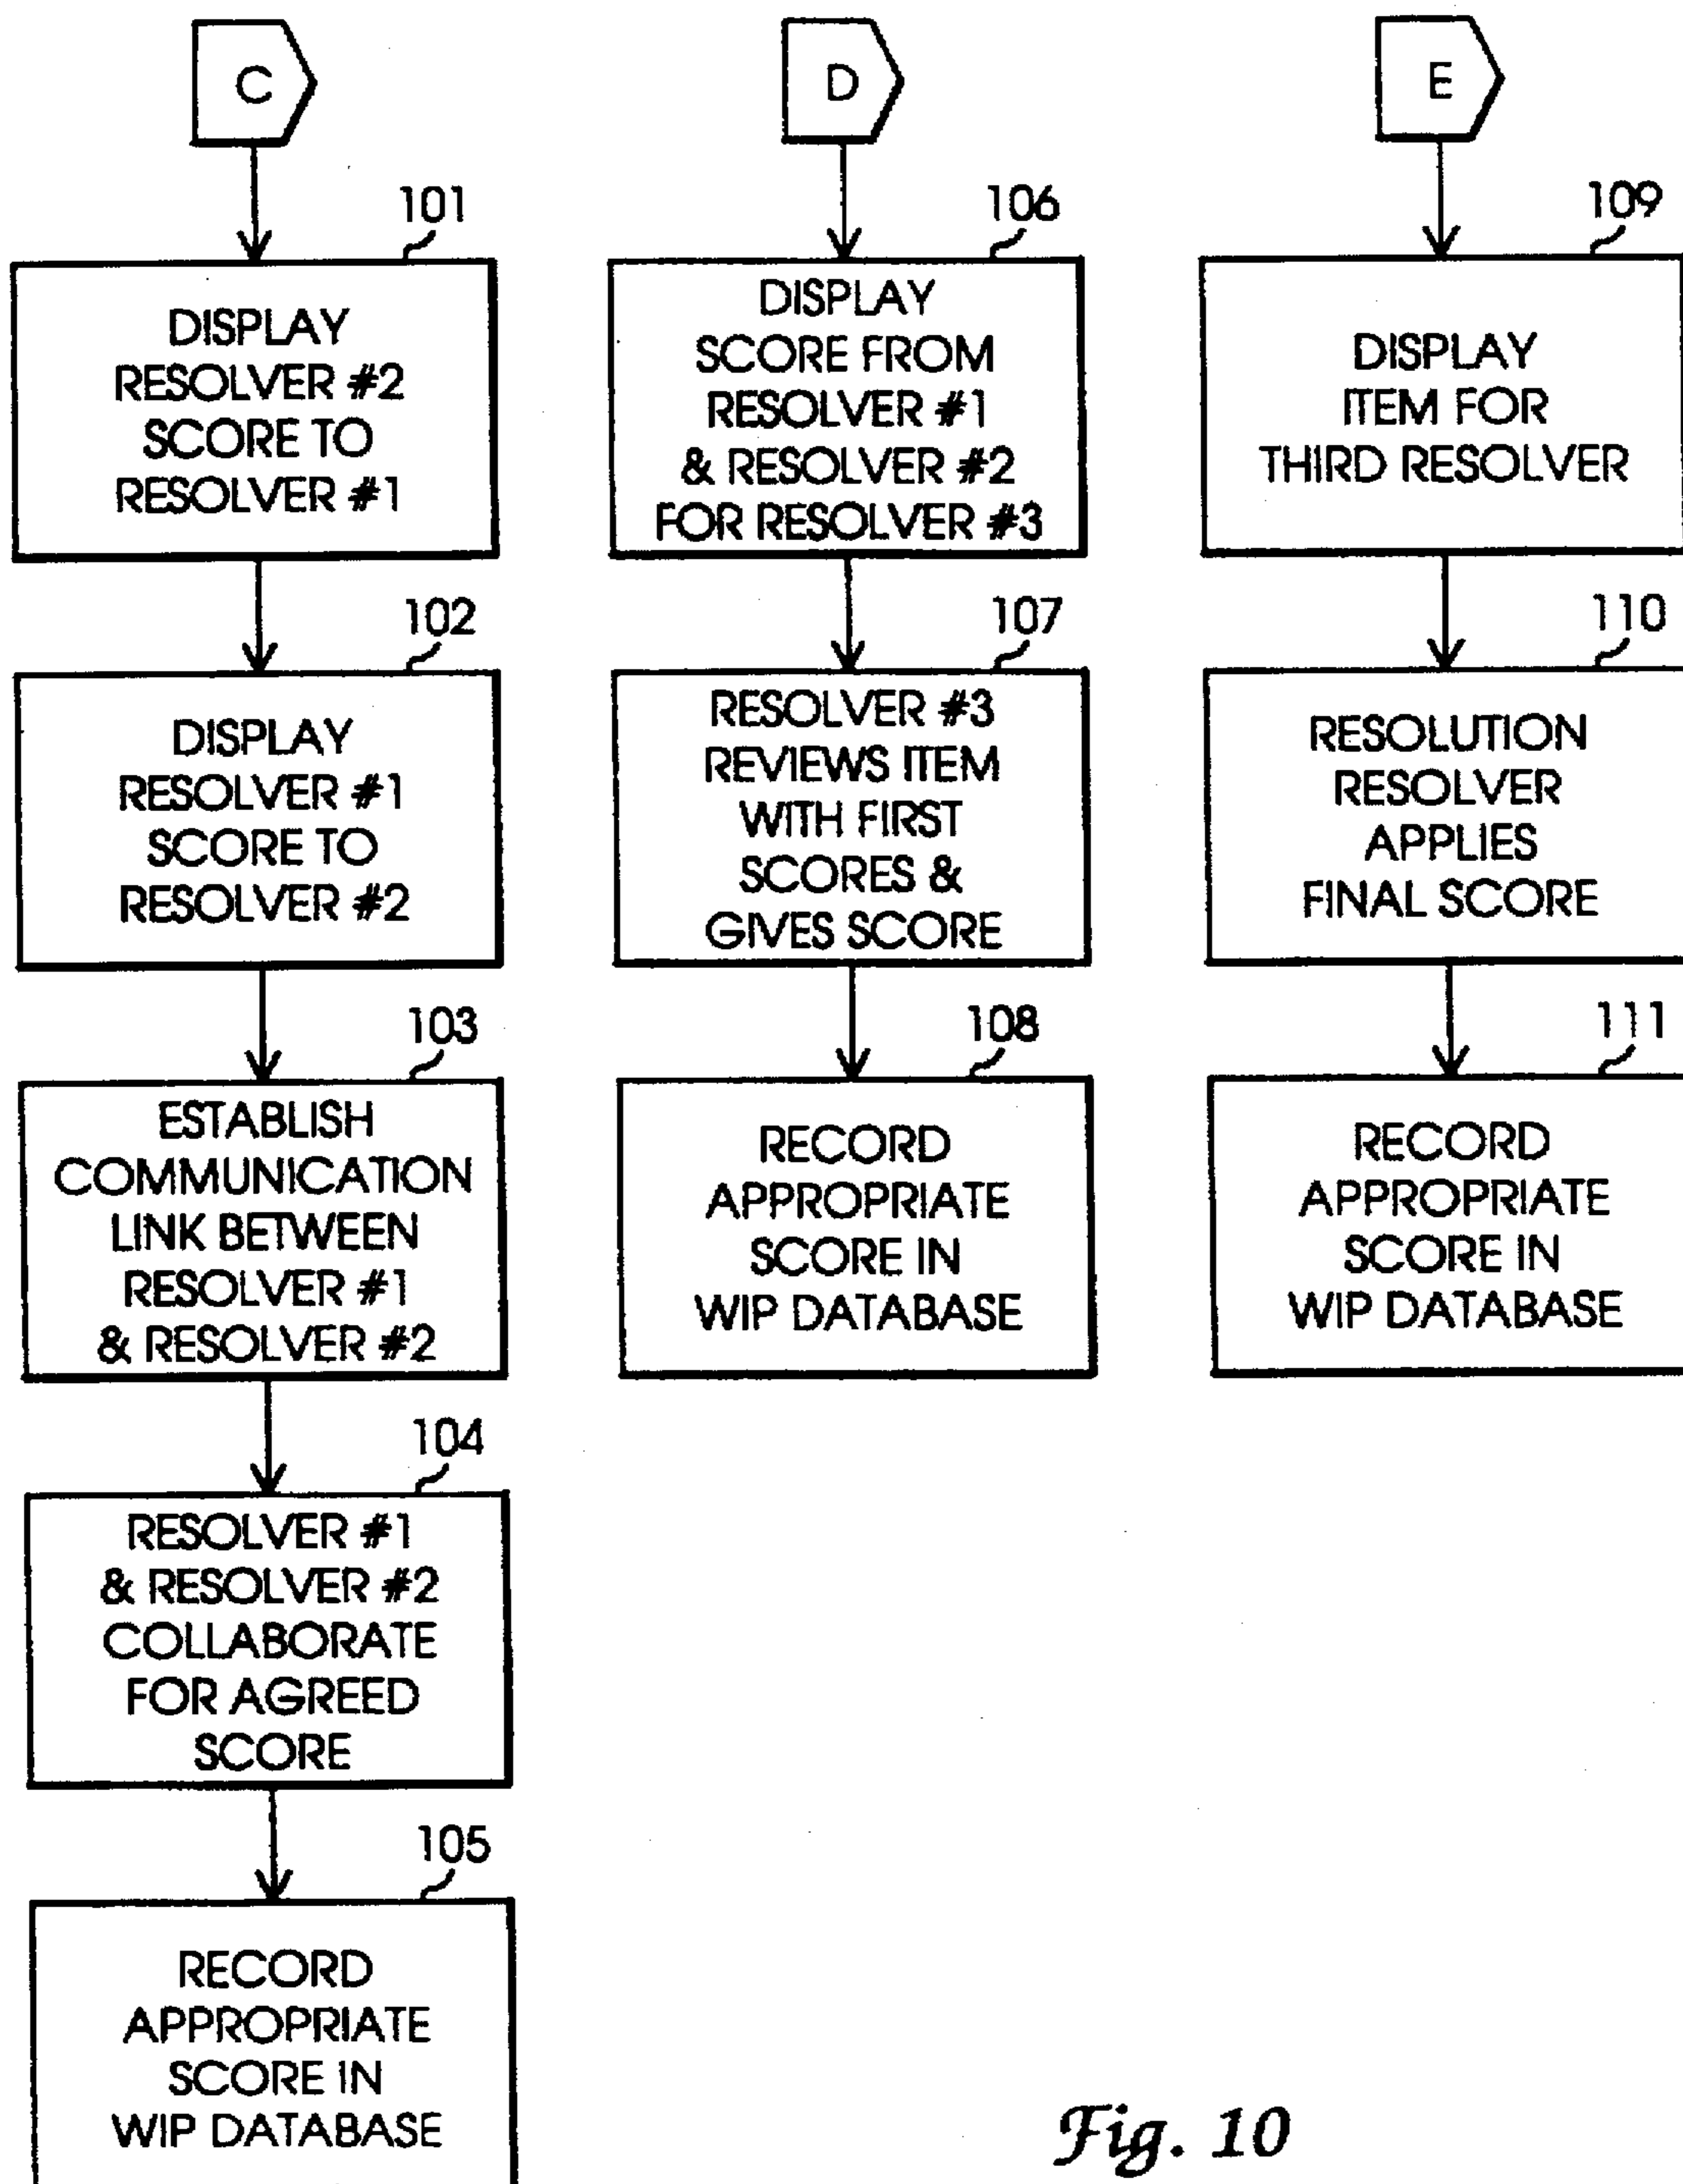 C
101
DISPLAY
RESOLVER #2
SCORE TO
RESOLVER #1
102
DISPLAY
RESOLVER #1
SCORE TO
RESOLVER #2
103
ESTABLISH
COMMUNICATION
LINK BETWEEN
RESOLVER #1
& RESOLVER #2
104
RESOLVER #1
& RESOLVER #2
COLLABORATE
FOR AGREED
SCORE
105
RECORD
APPROPRIATE
SCORE IN
WIP DATABASE
D
106
DISPLAY
SCORE FROM
RESOLVER #1
& RESOLVER #2
FOR RESOLVER #3
107
RESOLVER #3
REVIEWS ITEM
WITH FIRST
SCORES &
GIVES SCORE
108
RECORD
APPROPRIATE
SCORE IN
WIP DATABASE
E
109
DISPLAY
ITEM FOR
THIRD RESOLVER
110
RESOLUTION
RESOLVER
APPLIES
FINAL SCORE
111
RECORD
APPROPRIATE
SCORE IN
WIP DATABASE
Fig. 10